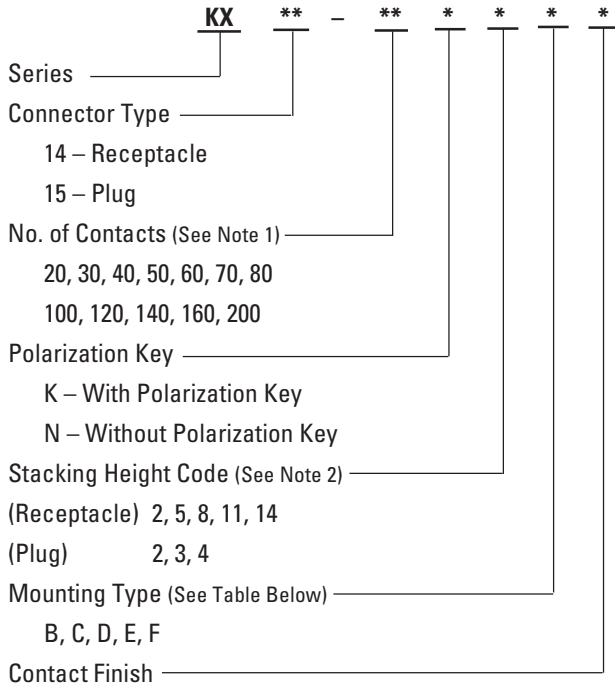 KX ** – ** * * * *
Series
Connector Type
14 – Receptacle
15 – Plug
No. of Contacts (See Note 1)
20, 30, 40, 50, 60, 70, 80
100, 120, 140, 160, 200
Polarization Key
K – With Polarization Key
N – Without Polarization Key
Stacking Height Code (See Note 2)
(Receptacle) 2, 5, 8, 11, 14
(Plug) 2, 3, 4
Mounting Type (See Table Below)
B, C, D, E, F
Contact Finish